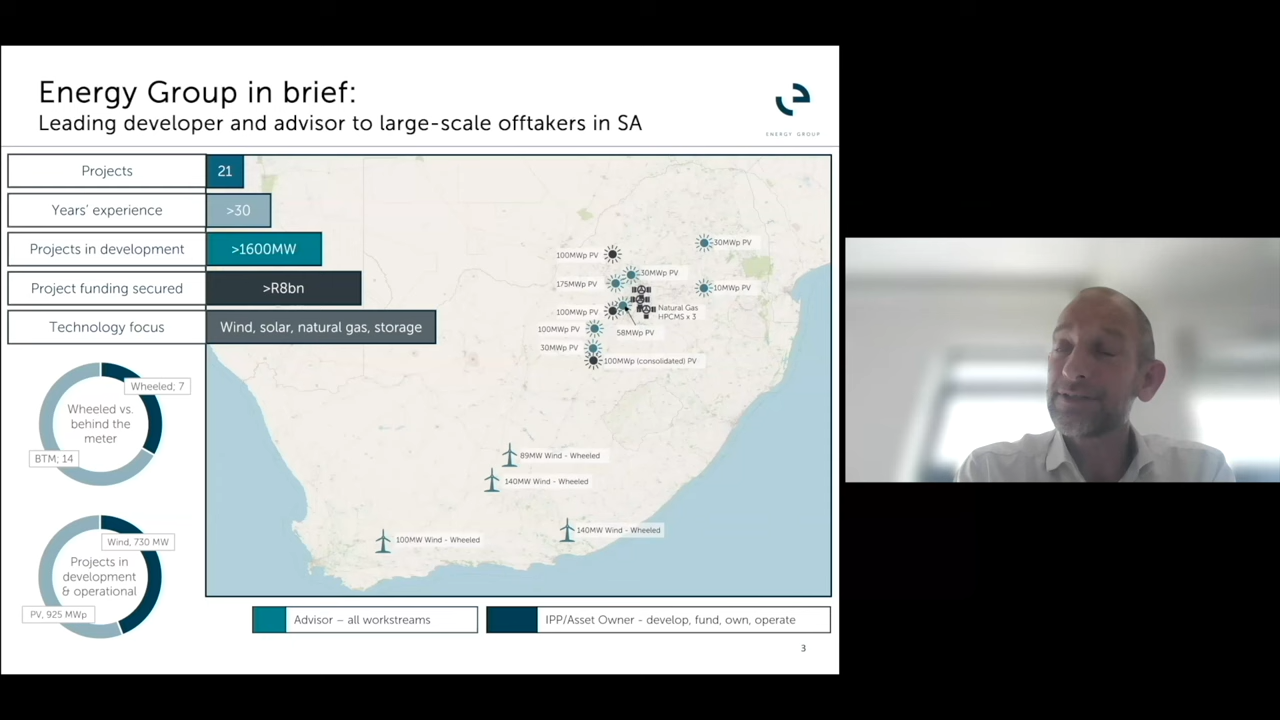 Energy Group in brief:
Leading developer and advisor to large-scale offtakers in SA
ENERGY GROUP
Projects
21
Years' experience
>30
Projects in development
>1600MW
Project funding secured
>R8bn
Technology focus
Wind, solar, natural gas, storage
Wheeled; 7
Wheeled vs.
behind the
meter
BTM; 14
Wind, 730 MW
Projects in
development
& operational
PV, 925 MWp
30MWp PV
100MWp PV
30MWp PV
175MWp PV
10MWp PV
Natural Gas
HPCMS x 3
100MWp PV
100MWp PV
58MWp PV
30MWp PV
100MWp (consolidated) PV
89MW Wind - Wheeled
140MW Wind - Wheeled
140MW Wind - Wheeled
100MW Wind - Wheeled
Advisor – all workstreams
IPP/Asset Owner - develop, fund, own, operate
3